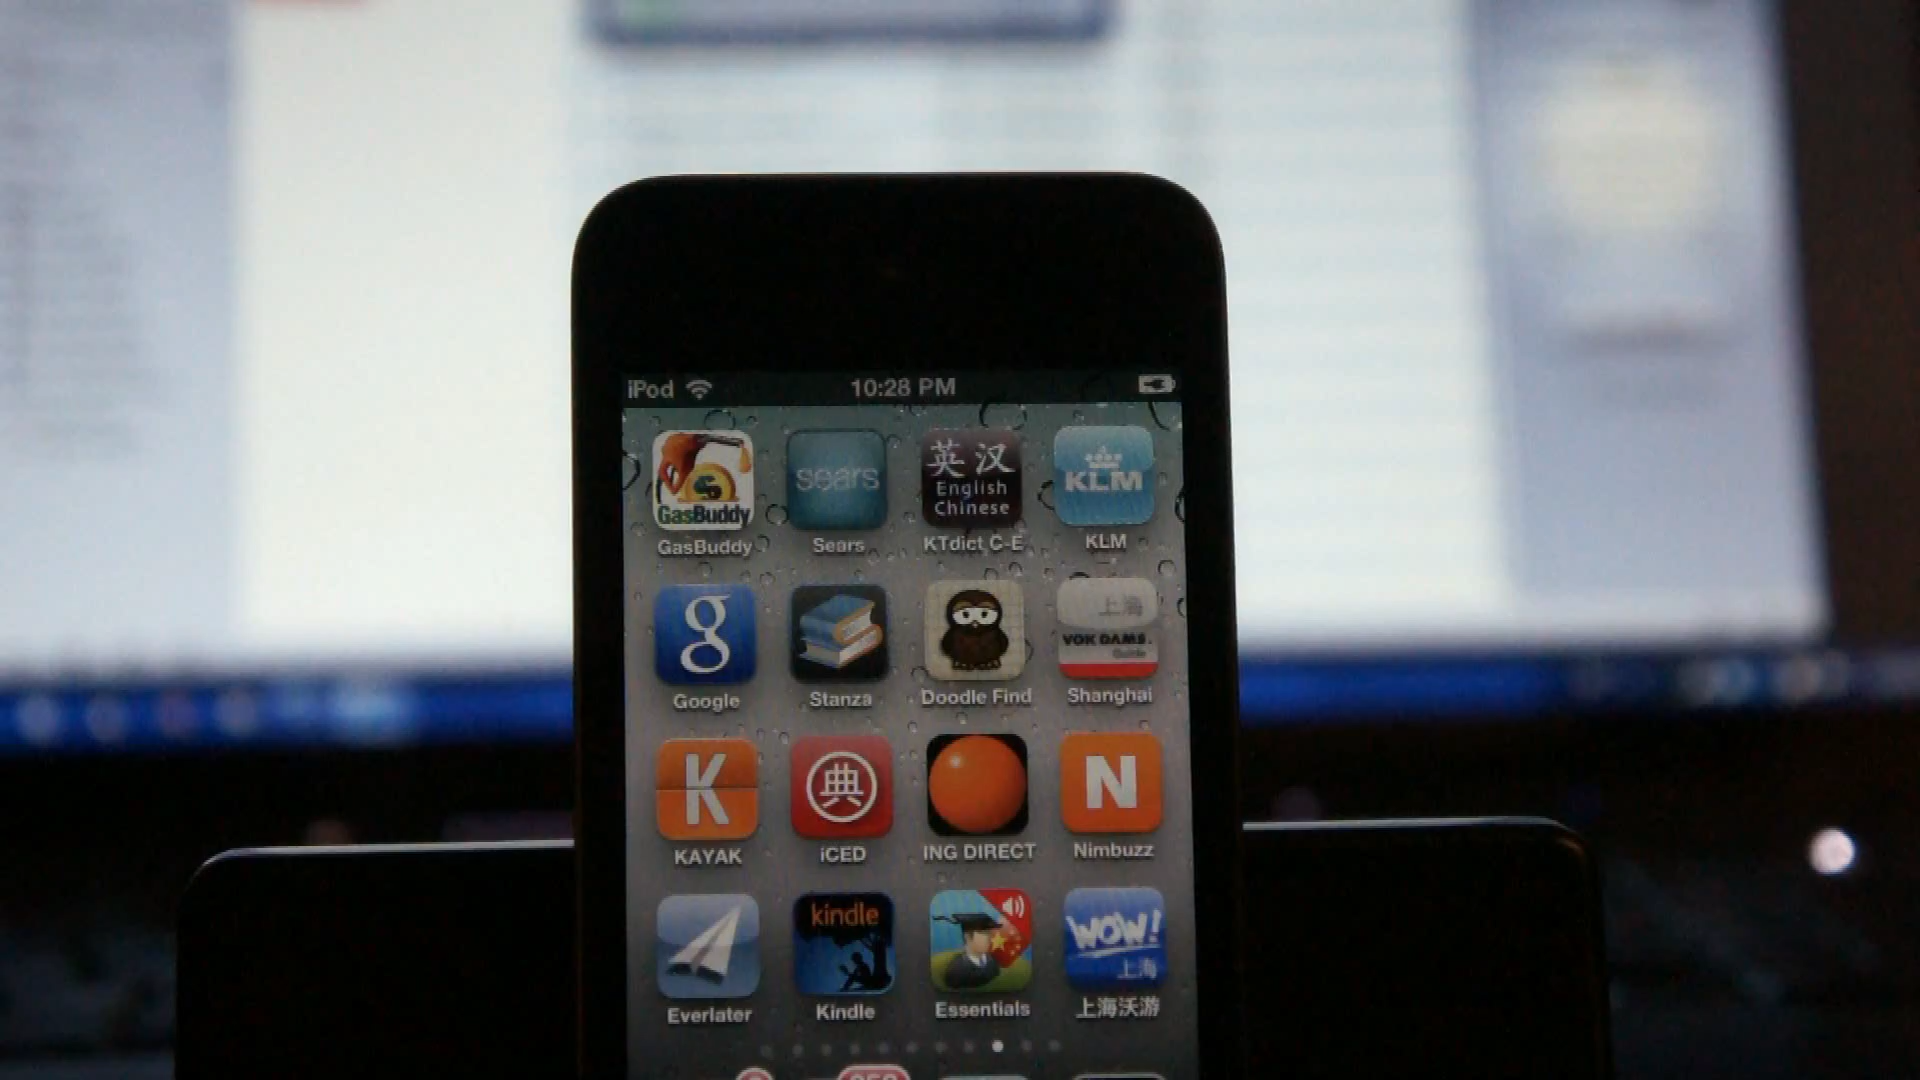 iPod 10:28 PM
GasBuddy sears 英汉 KLM
English
Chinese
GasBuddy Sears KTdict C-E KLM
g 上海
VOK DAMS.
Guide
Google Stanza Doodle Find Shanghai
K 典 N
KAYAK iCED ING DIRECT Nimbuzz
kindle WOW!
上海
Everlater Kindle Essentials 上海沃游